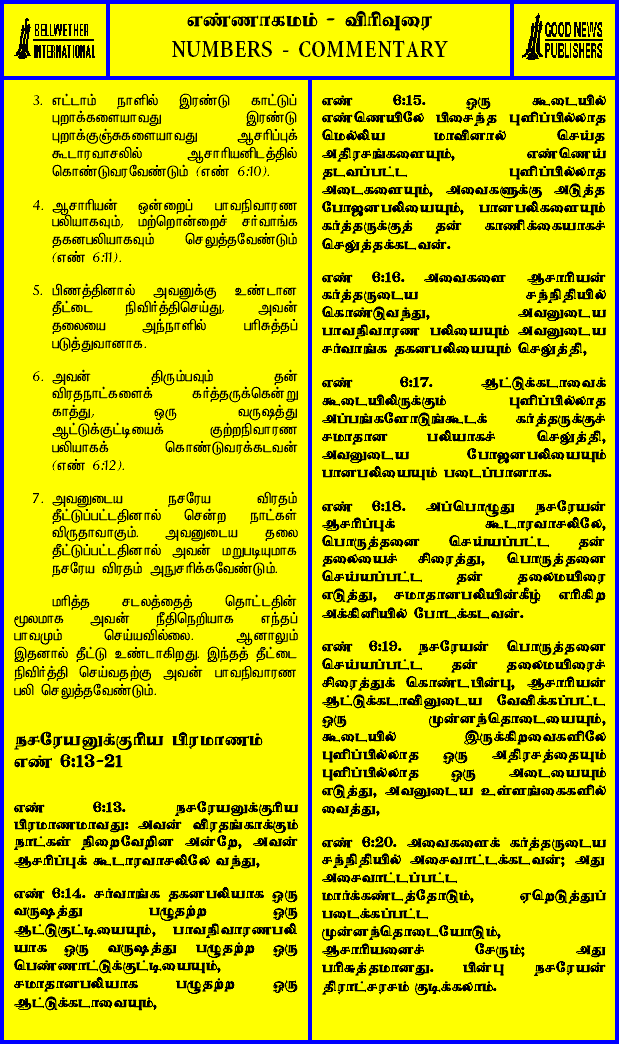 BELLWETHER
INTERNATIONAL
எண்ணாகமம் - விரிவுரை
NUMBERS - COMMENTARY
GOOD NEWS
PUBLISHERS
3. எட்டாம் நாளில் இரண்டு காட்டுப்
புறாக்களையாவது இரண்டு
புறாக்குஞ்சுகளையாவது ஆசரிப்புக்
கூடாரவாசலில் ஆசாரியனிடத்தில்
கொண்டுவரவேண்டும் (எண் 6:10).
4. ஆசாரியன் ஒன்றைப் பாவநிவாரண
பலியாகவும், மற்றொன்றைச் சர்வாங்க
தகனபலியாகவும் செலுத்தவேண்டும்
(எண் 6:11).
5. பிணத்தினால் அவனுக்கு உண்டான
தீட்டை நிவிர்த்திசெய்து, அவன்
தலையை அந்நாளில் பரிசுத்தப்
படுத்துவானாக.
6. அவன் திரும்பவும் தன்
விரதநாட்களைக் கர்த்தருக்கென்று
காத்து, ஒரு வருஷத்து
ஆட்டுக்குட்டியைக் குற்றநிவாரண
பலியாகக் கொண்டுவரக்கடவன்
(எண் 6:12).
7. அவனுடைய நசரேய விரதம்
தீட்டுப்பட்டதினால் சென்ற நாட்கள்
விருதாவாகும். அவனுடைய தலை
தீட்டுப்பட்டதினால் அவன் மறுபடியுமாக
நசரேய விரதம் அநுசரிக்கவேண்டும்.
மரித்த சடலத்தைத் தொட்டதின்
மூலமாக அவன் நீதிநெறியாக எந்தப்
பாவமும் செய்யவில்லை. ஆனாலும்
இதனால் தீட்டு உண்டாகிறது. இந்தத் தீட்டை
நிவிர்த்தி செய்வதற்கு அவன் பாவநிவாரண
பலி செலுத்தவேண்டும்.
நசரேயனுக்குரிய பிரமாணம்
எண் 6:13-21
எண் 6:13. நசரேயனுக்குரிய
பிரமாணமாவது: அவன் விரதங்காக்கும்
நாட்கள் நிறைவேறின அன்றே, அவன்
ஆசரிப்புக் கூடாரவாசலிலே வந்து,
எண் 6:14. சர்வாங்க தகனபலியாக ஒரு
வருஷத்து பழுதற்ற ஒரு
ஆட்டுகுட்டியையும், பாவநிவாரணபலி
யாக ஒரு வருஷத்து பழுதற்ற ஒரு
பெண்ணாட்டுக்குட்டியையும்,
சமாதானபலியாக பழுதற்ற ஒரு
ஆட்டுக்கடாவையும்,
எண் 6:15. ஒரு கூடையில்
எண்ணெயிலே பிசைந்த புளிப்பில்லாத
மெல்லிய மாவினால் செய்த
அதிரசங்களையும், எண்ணெய்
தடவப்பட்ட புளிப்பில்லாத
அடைகளையும், அவைகளுக்கு அடுத்த
போஜனபலியையும், பானபலிகளையும்
கர்த்தருக்குத் தன் காணிக்கையாகச்
செலுத்தக்கடவன்.
எண் 6:16. அவைகளை ஆசாரியன்
கர்த்தருடைய சந்நிதியில்
கொண்டுவந்து, அவனுடைய
பாவநிவாரண பலியையும் அவனுடைய
சர்வாங்க தகனபலியையும் செலுத்தி,
எண் 6:17. ஆட்டுக்கடாவைக்
கூடையிலிருக்கும் புளிப்பில்லாத
அப்பங்களோடுங்கூடக் கர்த்தருக்குச்
சமாதான பலியாகச் செலுத்தி,
அவனுடைய போஜனபலியையும்
பானபலியையும் படைப்பானாக.
எண் 6:18. அப்பொழுது நசரேயன்
ஆசரிப்புக் கூடாரவாசலிலே,
பொருத்தனை செய்யப்பட்ட தன்
தலையைச் சிரைத்து, பொருத்தனை
செய்யப்பட்ட தன் தலைமயிரை
எடுத்து, சமாதானபலியின்கீழ் எரிகிற
அக்கினியில் போடக்கடவன்.
எண் 6:19. நசரேயன் பொருத்தனை
செய்யப்பட்ட தன் தலைமயிரைச்
சிரைத்துக் கொண்டபின்பு, ஆசாரியன்
ஆட்டுக்கடாவினுடைய வேவிக்கப்பட்ட
ஒரு முன்னந்தொடையையும்,
கூடையில் இருக்கிறவைகளிலே
புளிப்பில்லாத ஒரு அதிரசத்தையும்
புளிப்பில்லாத ஒரு அடையையும்
எடுத்து, அவனுடைய உள்ளங்கைகளில்
வைத்து,
எண் 6:20. அவைகளைக் கர்த்தருடைய
சந்நிதியில் அசைவாட்டக்கடவன்; அது
அசைவாட்டப்பட்ட
மார்க்கண்டத்தோடும், ஏறெடுத்துப்
படைக்கப்பட்ட
முன்னந்தொடையோடும்,
ஆசாரியனைச் சேரும்; அது
பரிசுத்தமானது. பின்பு நசரேயன்
திராட்சரசம் குடிக்கலாம்.